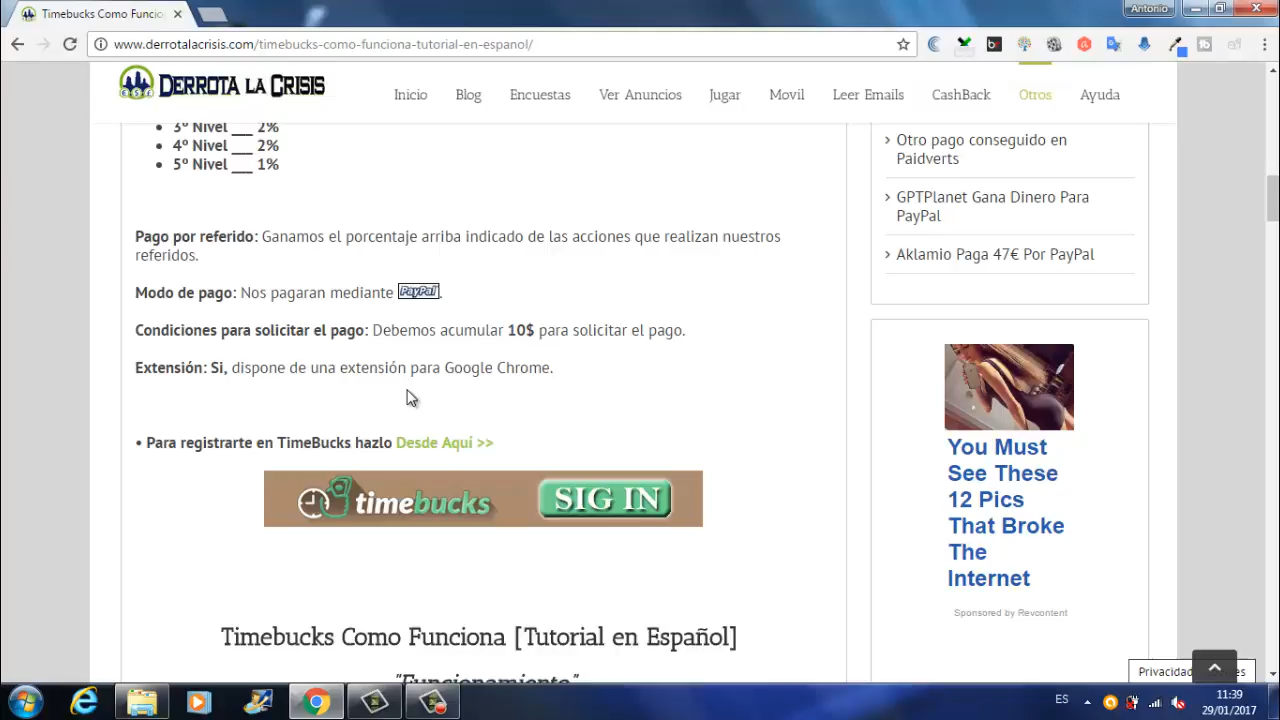 Timebucks Como Funcio
Antonio
www.derrotalacrisis.com/timebucks-como-funciona-tutorial-en-espanol/
DERROTA LA CRISIS
Inicio Blog Encuestas Ver Anuncios Jugar Movil Leer Emails CashBack Otros Ayuda
3º Nivel ___ 2%
4º Nivel ___ 2%
5º Nivel ___ 1%
Pago por referido: Ganamos el porcentaje arriba indicado de las acciones que realizan nuestros
referidos.
Modo de pago: Nos pagaran mediante PayPal.
Condiciones para solicitar el pago: Debemos acumular 10$ para solicitar el pago.
Extensión: Si, dispone de una extensión para Google Chrome.
• Para registrarte en TimeBucks hazlo Desde Aquí >>
timebucks SIG IN
Timebucks Como Funciona [Tutorial en Español]
"Funcionamiento"
Otro pago conseguido en
Paidverts
GPTPlanet Gana Dinero Para
PayPal
Aklamio Paga 47€ Por PayPal
You Must
See These
12 Pics
That Broke
The
Internet
Sponsored by Revcontent
Privacidad
ES
11:39
29/01/2017